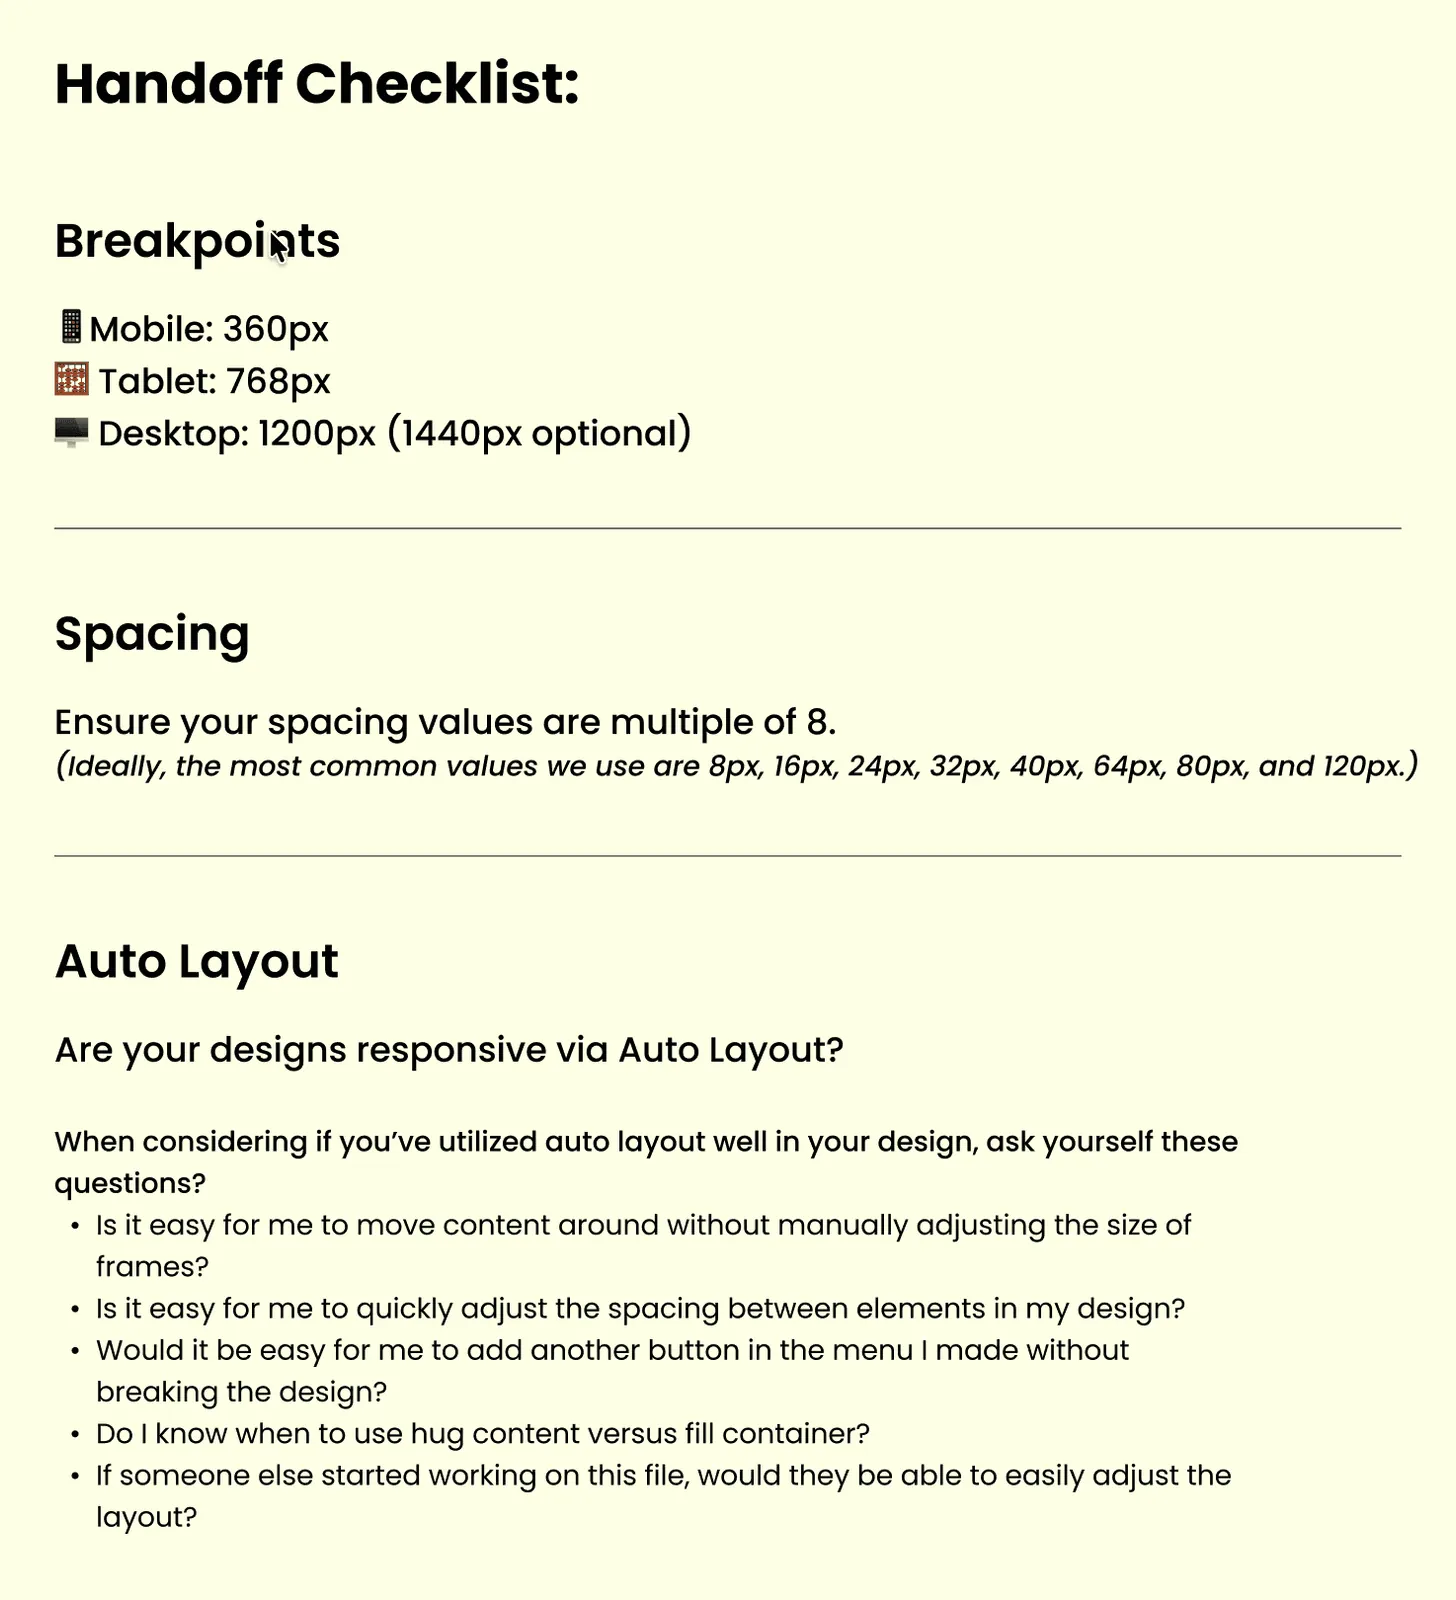 Handoff Checklist:
Breakpoints
📱Mobile: 360px
🧮 Tablet: 768px
🖥️ Desktop: 1200px (1440px optional)
Spacing
Ensure your spacing values are multiple of 8.
(Ideally, the most common values we use are 8px, 16px, 24px, 32px, 40px, 64px, 80px, and 120px.)
Auto Layout
Are your designs responsive via Auto Layout?
When considering if you’ve utilized auto layout well in your design, ask yourself these
questions?
• Is it easy for me to move content around without manually adjusting the size of
frames?
• Is it easy for me to quickly adjust the spacing between elements in my design?
• Would it be easy for me to add another button in the menu I made without
breaking the design?
• Do I know when to use hug content versus fill container?
• If someone else started working on this file, would they be able to easily adjust the
layout?